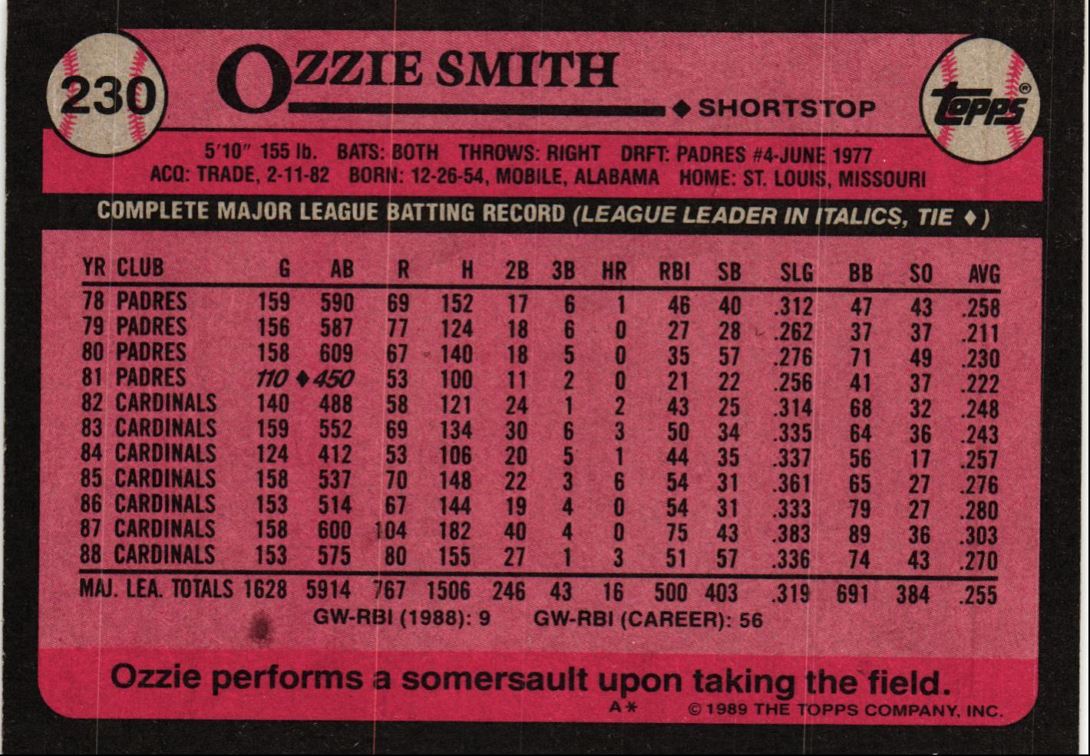 230
OZZIE SMITH
◆ SHORTSTOP
topps®
5'10" 155 lb. BATS: BOTH THROWS: RIGHT DRFT: PADRES #4-JUNE 1977
ACQ: TRADE, 2-11-82 BORN: 12-26-54, MOBILE, ALABAMA HOME: ST. LOUIS, MISSOURI
COMPLETE MAJOR LEAGUE BATTING RECORD (LEAGUE LEADER IN ITALICS, TIE ♦)
YR CLUB G AB R H 2B 3B HR RBI SB SLG BB SO AVG
78 PADRES 159 590 69 152 17 6 1 46 40 .312 47 43 .258
79 PADRES 156 587 77 124 18 6 0 27 28 .262 37 37 .211
80 PADRES 158 609 67 140 18 5 0 35 57 .276 71 49 .230
81 PADRES 110 ♦450 53 100 11 2 0 21 22 .256 41 37 .222
82 CARDINALS 140 488 58 121 24 1 2 43 25 .314 68 32 .248
83 CARDINALS 159 552 69 134 30 6 3 50 34 .335 64 36 .243
84 CARDINALS 124 412 53 106 20 5 1 44 35 .337 56 17 .257
85 CARDINALS 158 537 70 148 22 3 6 54 31 .361 65 27 .276
86 CARDINALS 153 514 67 144 19 4 0 54 31 .333 79 27 .280
87 CARDINALS 158 600 104 182 40 4 0 75 43 .383 89 36 .303
88 CARDINALS 153 575 80 155 27 1 3 51 57 .336 74 43 .270
MAJ. LEA. TOTALS 1628 5914 767 1506 246 43 16 500 403 .319 691 384 .255
GW-RBI (1988): 9 GW-RBI (CAREER): 56
Ozzie performs a somersault upon taking the field.
A* © 1989 THE TOPPS COMPANY, INC.